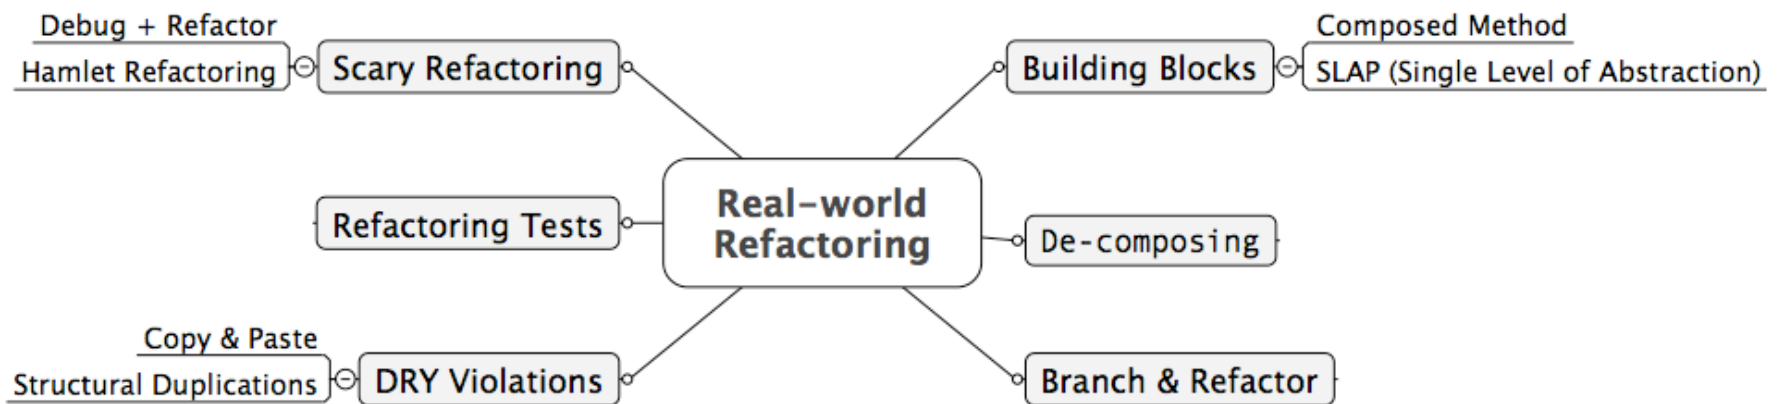 Debug + Refactor
Hamlet Refactoring
Scary Refactoring
Building Blocks
Composed Method
SLAP (Single Level of Abstraction)
Refactoring Tests
Real-world
Refactoring
De-composing
Copy & Paste
Structural Duplications
DRY Violations
Branch & Refactor